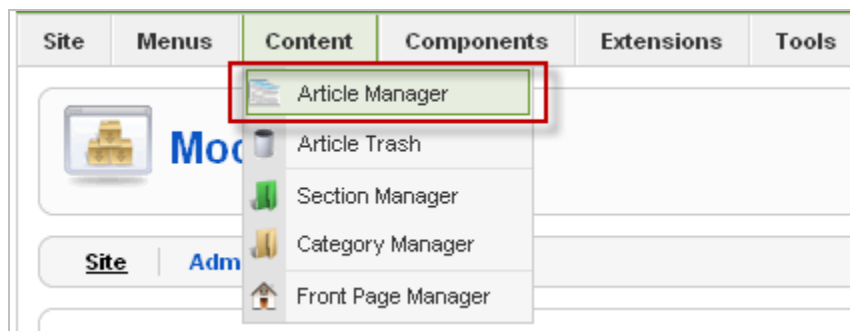 Site Menus Content Components Extensions Tools
Article Manager
Article Trash
Section Manager
Category Manager
Front Page Manager
Site